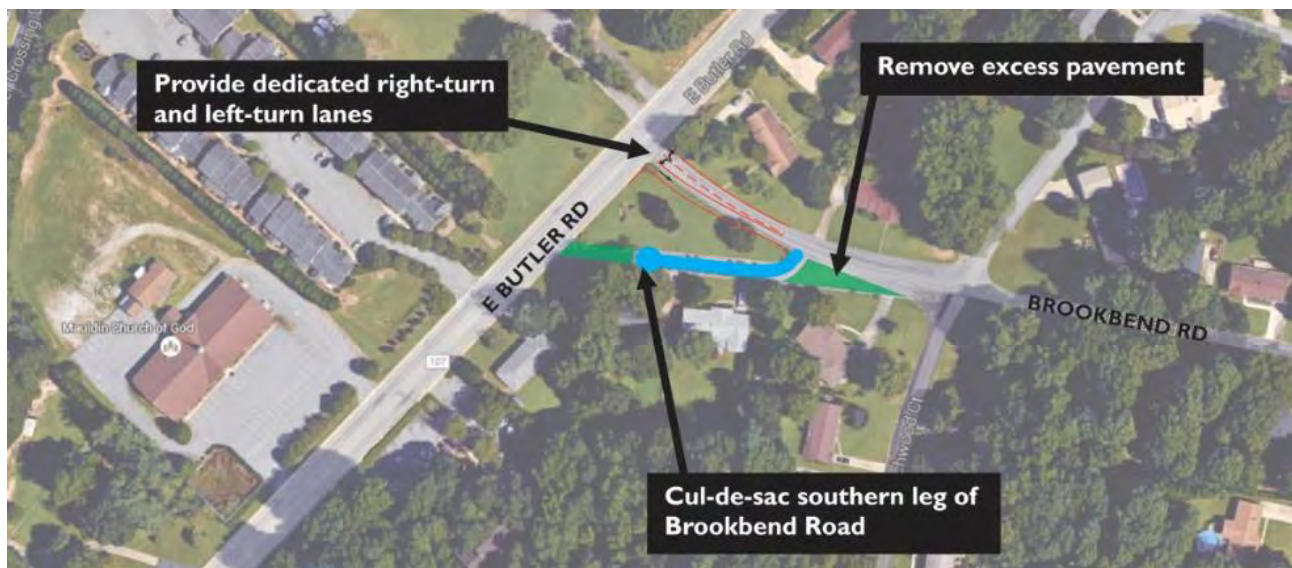 Provide dedicated right-turn
and left-turn lanes
Remove excess pavement
E Butler Rd
E BUTLER RD
BROOKBEND RD
Mauldin Church of God
107
Cul-de-sac southern leg of
Brookbend Road